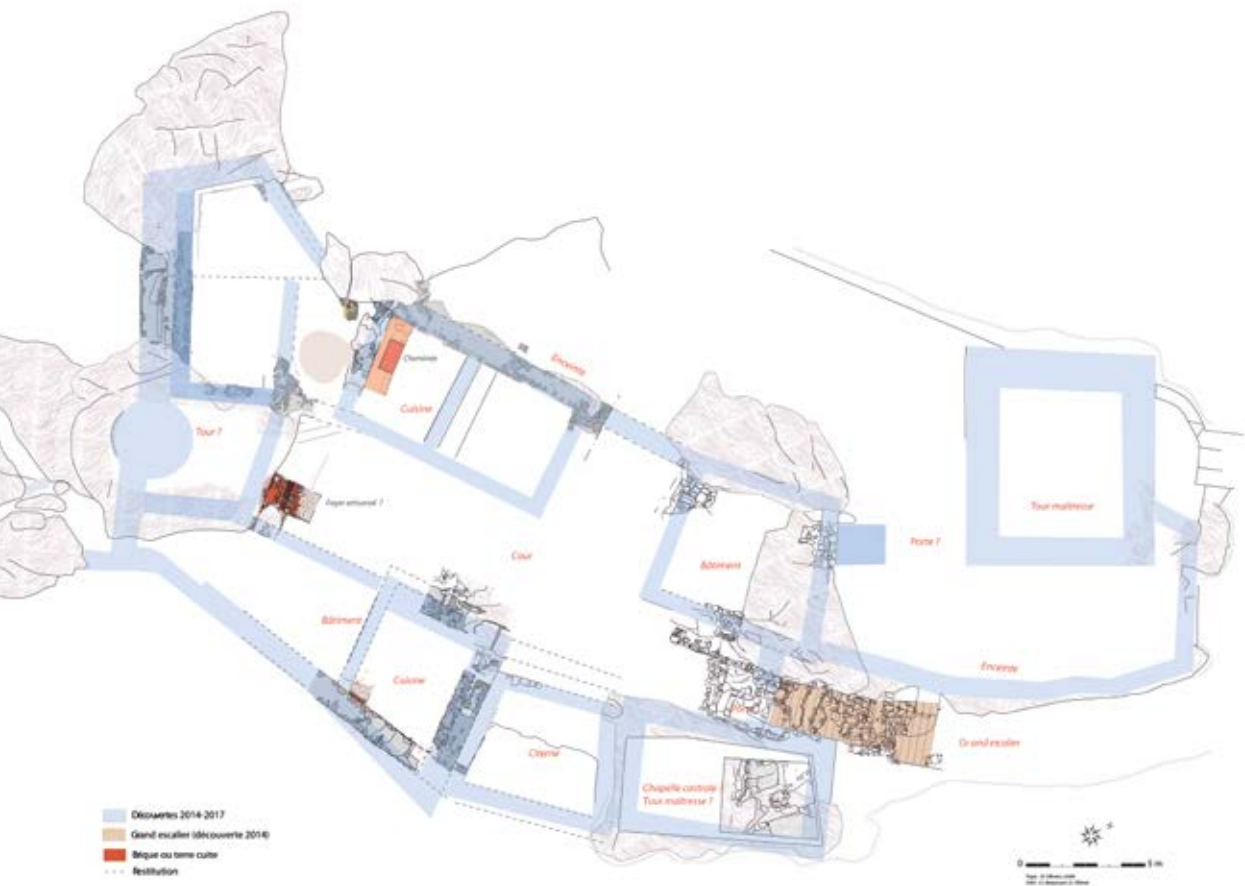 Enceinte
Cheminée
Cuisine
Tour ?
Foyer artisanal ?
Tour maîtresse
Porte ?
Cour
Bâtiment
Bâtiment
Enceinte
Cuisine
Grand escalier
Citerne
Chapelle castrale
Tour maîtresse ?
Découvertes 2014-2017
Grand escalier (découverte 2014)
Brique ou terre cuite
Restitution
0 5 m